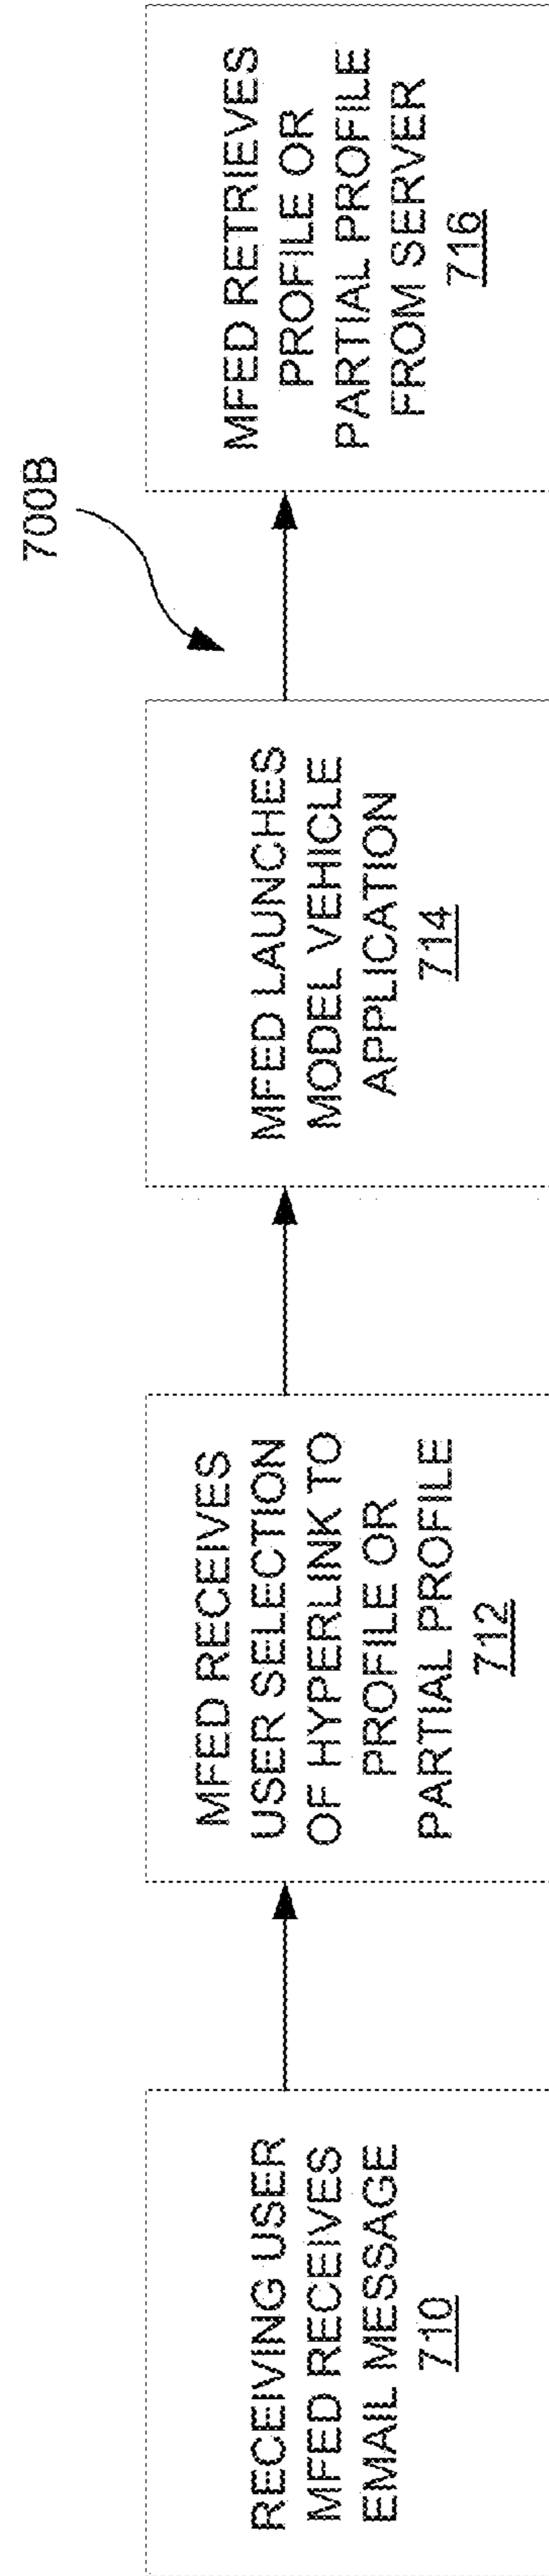 700B
RECEIVING USER
MFED RECEIVES
EMAIL MESSAGE
710
MFED RECEIVES
USER SELECTION
OF HYPERLINK TO
PROFILE OR
PARTIAL PROFILE
712
MFED LAUNCHES
MODEL VEHICLE
APPLICATION
714
MFED RETRIEVES
PROFILE OR
PARTIAL PROFILE
FROM SERVER
716